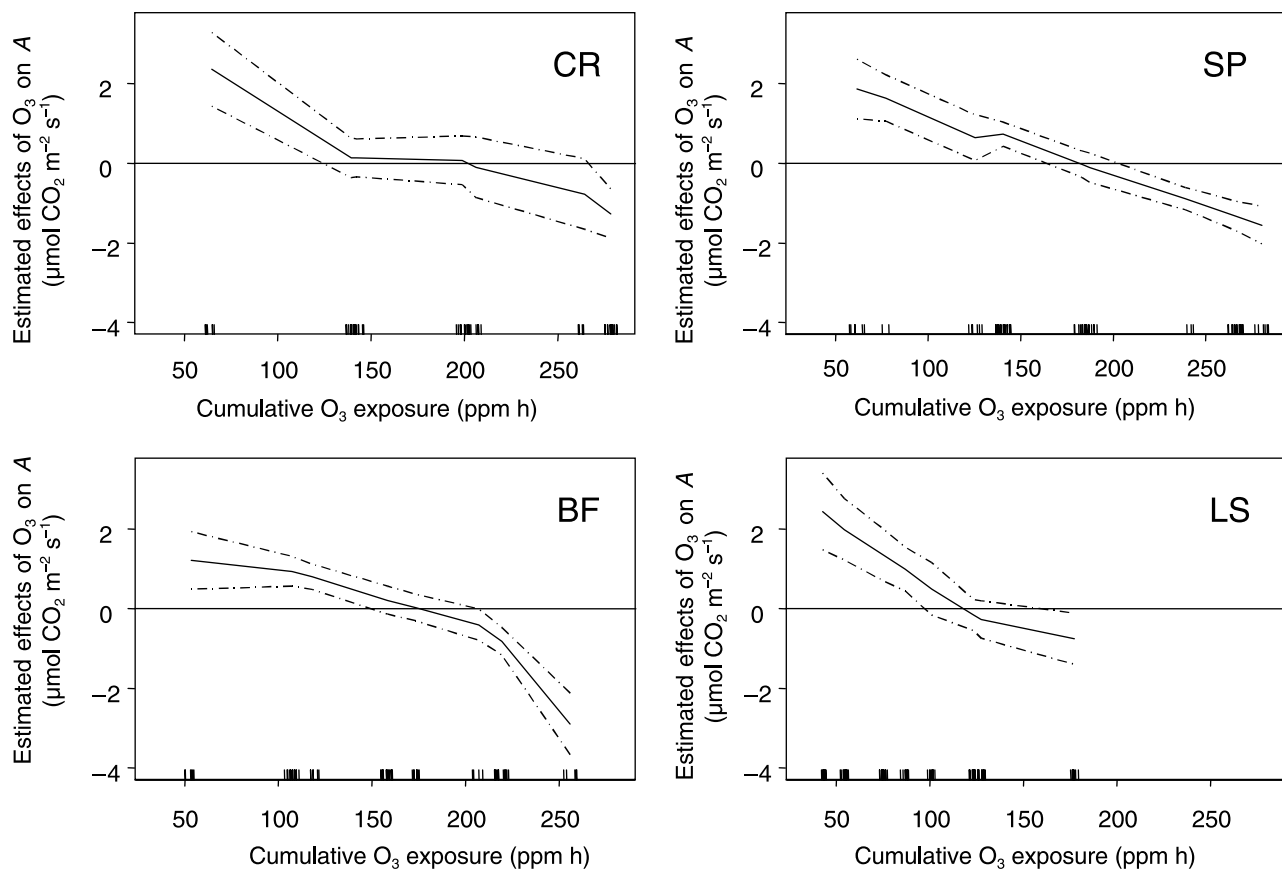 Estimated effects of O₃ on A
(μmol CO₂ m⁻² s⁻¹)
CR
2
0
−2
−4
50 100 150 200 250
Cumulative O₃ exposure (ppm h)
Estimated effects of O₃ on A
(μmol CO₂ m⁻² s⁻¹)
SP
2
0
−2
−4
50 100 150 200 250
Cumulative O₃ exposure (ppm h)
Estimated effects of O₃ on A
(μmol CO₂ m⁻² s⁻¹)
BF
2
0
−2
−4
50 100 150 200 250
Cumulative O₃ exposure (ppm h)
Estimated effects of O₃ on A
(μmol CO₂ m⁻² s⁻¹)
LS
2
0
−2
−4
50 100 150 200 250
Cumulative O₃ exposure (ppm h)